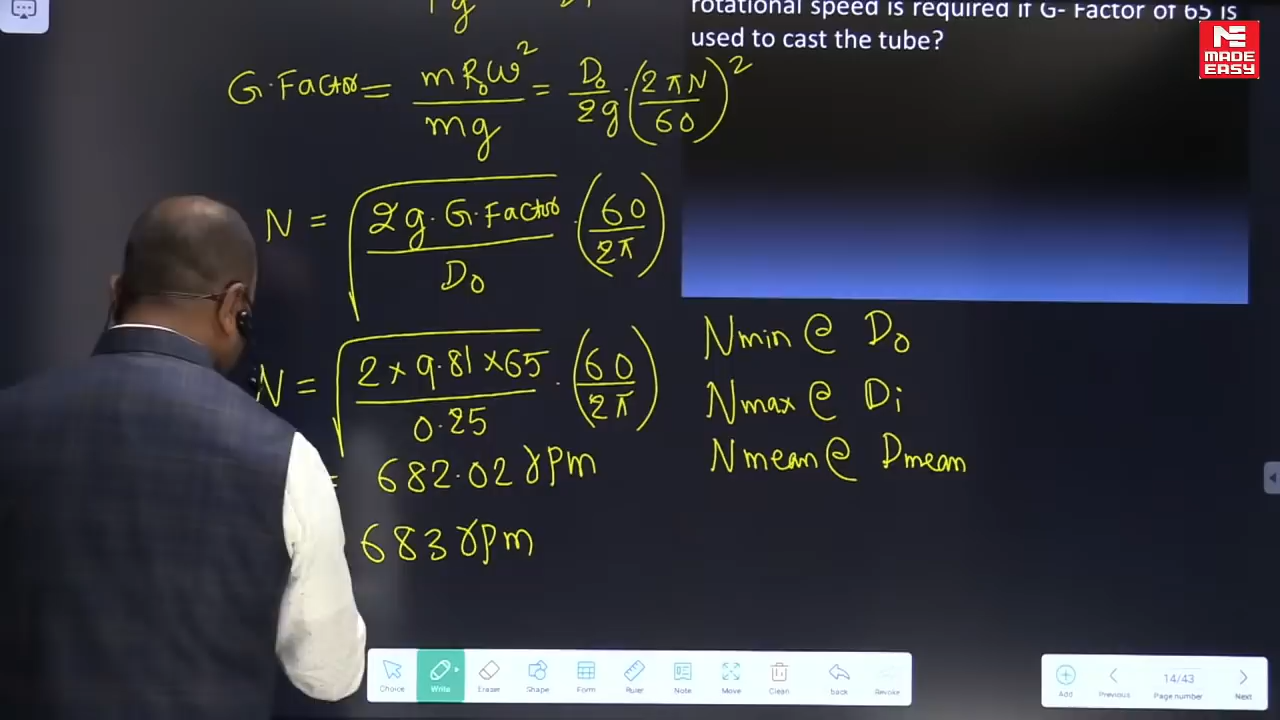 rotational speed is required if G- Factor of 65 is
used to cast the tube?
MADE
EASY
G.Factor = mR₀ω² / mg = D₀ / 2g · (2πN / 60)²
N = √(2g. G.Factor / D₀) · (60 / 2π)
N = √(2 × 9.81 × 65 / 0.25) · (60 / 2π)
= 682.02 rpm
683 rpm
Nmin @ D₀
Nmax @ Di
Nmean @ Dmean
Choice
Write
Eraser
Shape
Form
Ruler
Note
Move
Clean
back
Revoke
Add
Previous
14/43
Page number
Next